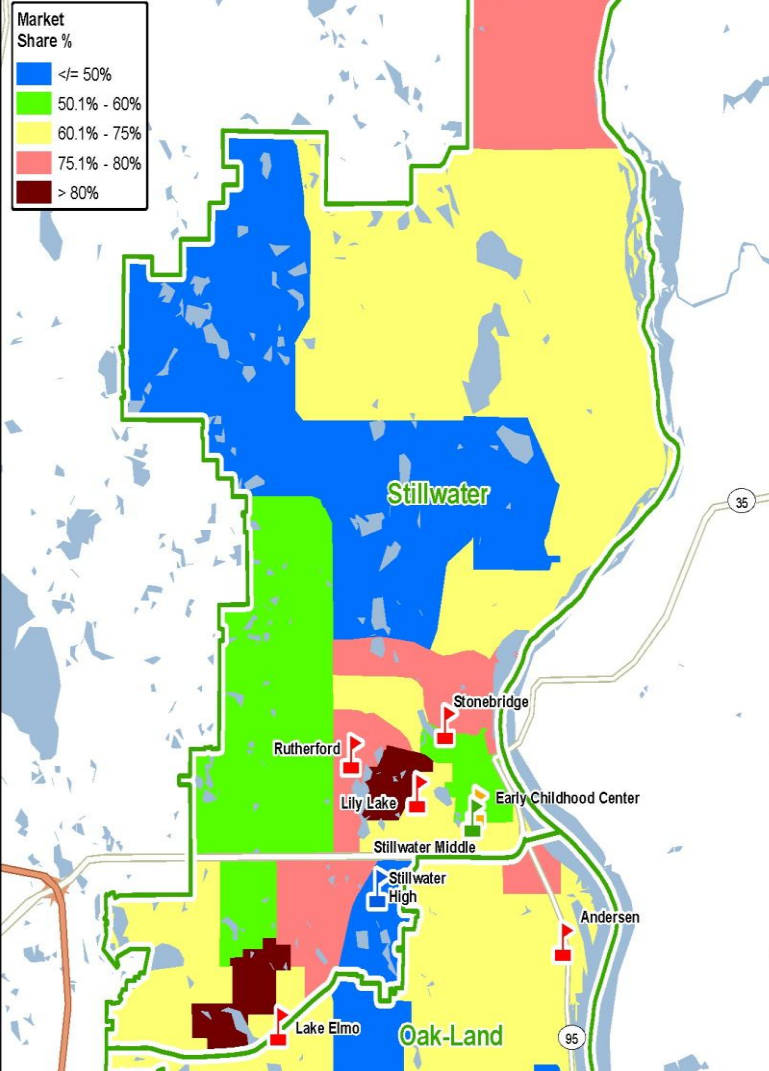 Market
Share %
</= 50%
50.1% - 60%
60.1% - 75%
75.1% - 80%
> 80%
Stillwater
35
Stonebridge
Rutherford
Lily Lake
Early Childhood Center
Stillwater Middle
Stillwater
High
Andersen
Lake Elmo
Oak-Land
95